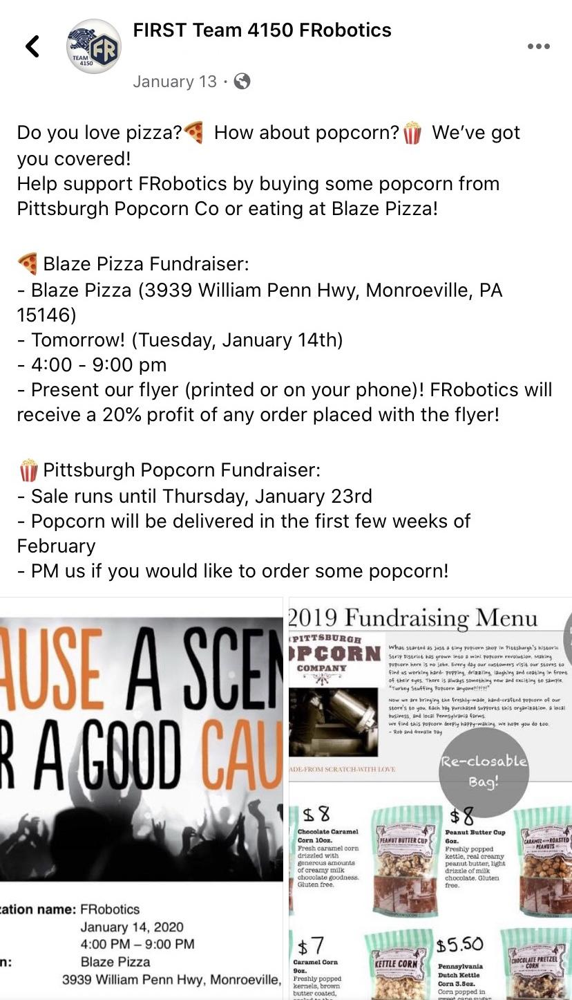 FIRST Team 4150 FRobotics
FR
TEAM
4150
January 13 ·
Do you love pizza?🍕 How about popcorn?🍿 We've got
you covered!
Help support FRobotics by buying some popcorn from
Pittsburgh Popcorn Co or eating at Blaze Pizza!
🍕 Blaze Pizza Fundraiser:
- Blaze Pizza (3939 William Penn Hwy, Monroeville, PA
15146)
- Tomorrow! (Tuesday, January 14th)
- 4:00 - 9:00 pm
- Present our flyer (printed or on your phone)! FRobotics will
receive a 20% profit of any order placed with the flyer!
🍿 Pittsburgh Popcorn Fundraiser:
- Sale runs until Thursday, January 23rd
- Popcorn will be delivered in the first few weeks of
February
- PM us if you would like to order some popcorn!
AUSE A SCEN
R A GOOD CAU
zation name: FRobotics
January 14, 2020
4:00 PM – 9:00 PM
n: Blaze Pizza
3939 William Penn Hwy, Monroeville,
2019 Fundraising Menu
PITTSBURGH
OPCORN
COMPANY
What started as just a tiny popcorn shop in Pittsburgh's historic
Strip District has grown into a mini popcorn revolution. Making
popcorn here is no joke. Every day our customers visit our stores to
find us working hard- popping, drizzling, laughing and coating in front
of their eyes. There is always something new and exciting to sample.
"Turkey Stuffing Popcorn anyone?!?!?!"
Now we are bringing the freshly-made, hand-crafted popcorn of our
store's to you. Each bag purchased supports this organization, a local
business, and local Pennsylvania farms.
We find this popcorn deeply happy-making, we hope you do too.
- Rob and Genalle Day
ADE-FROM SCRATCH-WITH LOVE
Re-closable
Bag!
$8
Chocolate Caramel
Corn 10oz.
Fresh caramel corn
drizzled with
generous amounts
of creamy milk
chocolate goodness.
Gluten free.
PEANUT BUTTER CUP
$8
Peanut Butter Cup
6oz.
Freshly popped
kettle, real creamy
peanut butter, light
drizzle of milk
chocolate. Gluten
free.
CARAMEL ROASTED
PEANUTS
$7
Caramel Corn
9oz.
Freshly popped
kernels, brown
butter coated,
KETTLE CORN
$5.50
Pennsylvania
Dutch Kettle
Corn 3.5oz.
Corn popped in
sweet cane sugar
CHOCOLATE PRETZEL
CORN